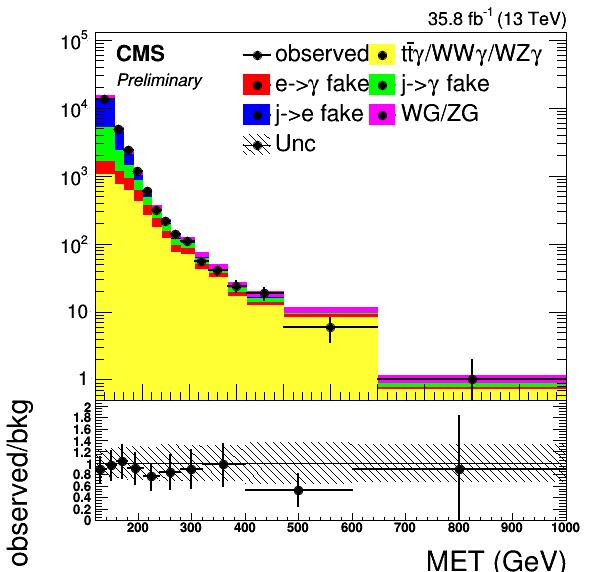 35.8 fb⁻¹ (13 TeV)
CMS
Preliminary
observed
tt̄γ/WWγ/WZγ
e->γ fake
j->γ fake
j->e fake
WG/ZG
Unc
10⁵
10⁴
10³
10²
10
1
observed/bkg
2
1.8
1.6
1.4
1.2
1
0.8
0.6
0.4
0.2
0
200 300 400 500 600 700 800 900 1000
MET (GeV)